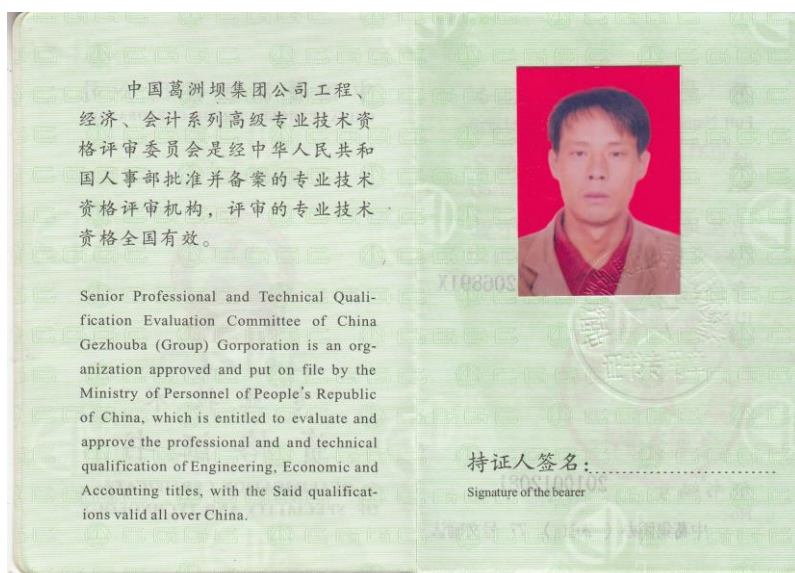 中国葛洲坝集团公司工程、
经济、会计系列高级专业技术资
格评审委员会是经中华人民共和
国人事部批准并备案的专业技术
资格评审机构，评审的专业技术
资格全国有效。
Senior Professional and Technical Quali-
fication Evaluation Committee of China
Gezhouba (Group) Gorporation is an org-
anization approved and put on file by the
Ministry of Personnel of People's Republic
of China, which is entitled to evaluate and
approve the professional and and technical
qualification of Engineering, Economic and
Accounting titles, with the Said qualificat-
ions valid all over China.
证书专用章
持证人签名：
Signature of the bearer